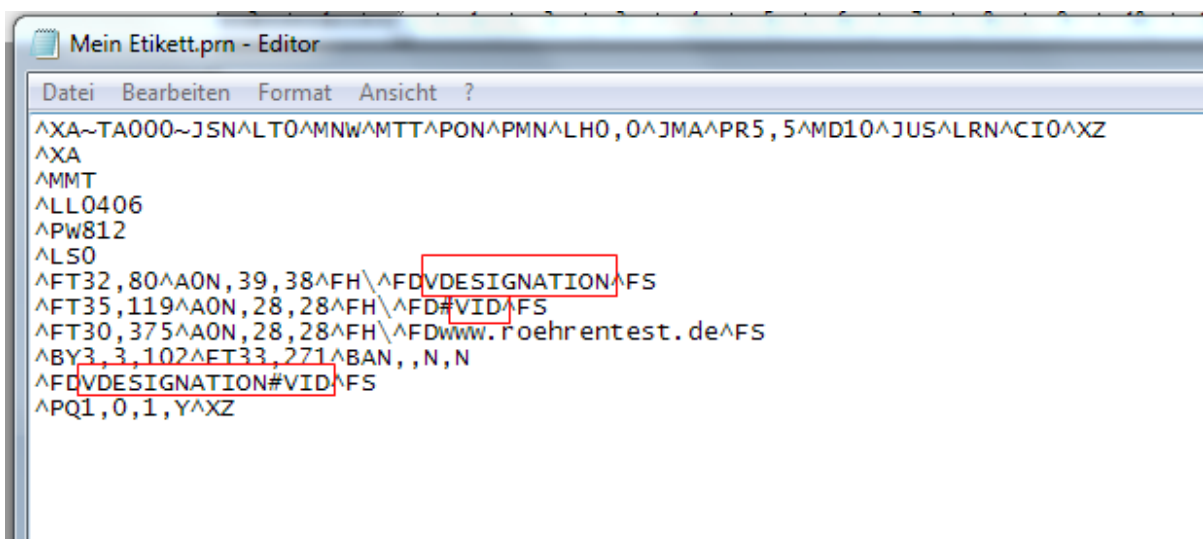 Mein Etikett.prn - Editor
Datei Bearbeiten Format Ansicht ?
^XA~TA000~JSN^LT0^MNW^MTT^PON^PMN^LH0,0^JMA^PR5,5^MD10^JUS^LRN^CI0^XZ
^XA
^MMT
^LL0406
^PW812
^LS0
^FT32,80^A0N,39,38^FH\^FDVDESIGNATION^FS
^FT35,119^A0N,28,28^FH\^FD#VID^FS
^FT30,375^A0N,28,28^FH\^FDwww.roehrentest.de^FS
^BY3,3,102^FT33,271^BAN,,N,N
^FDVDESIGNATION#VID^FS
^PQ1,0,1,Y^XZ